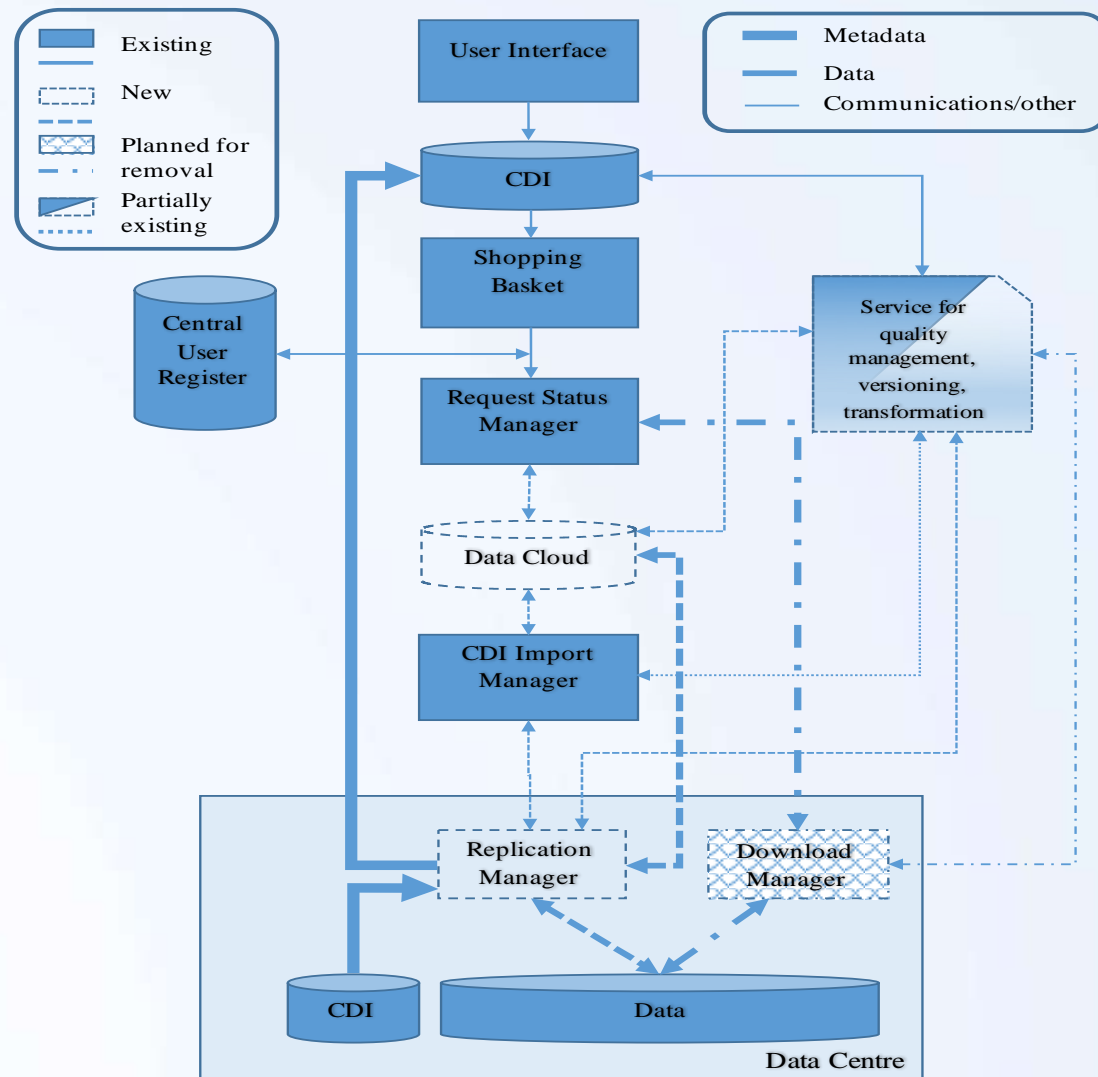 Existing
New
Planned for
removal
Partially
existing
Metadata
Data
Communications/other
User Interface
CDI
Shopping
Basket
Central
User
Register
Service for
quality
management,
versioning,
transformation
Request Status
Manager
Data Cloud
CDI Import
Manager
Replication
Manager
Download
Manager
CDI
Data
Data Centre